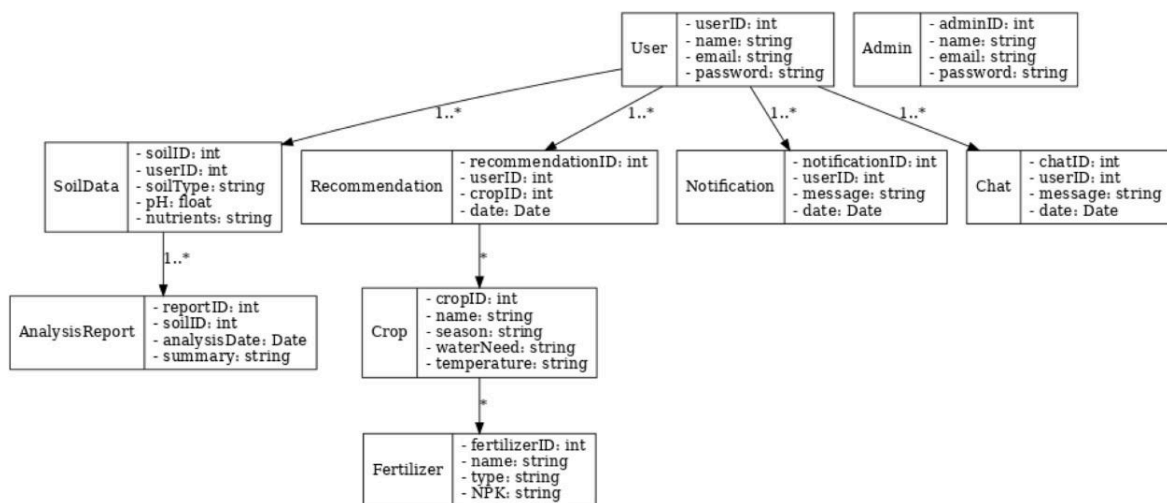 User
- userID: int
- name: string
- email: string
- password: string
Admin
- adminID: int
- name: string
- email: string
- password: string
1..*
1..*
1..*
1..*
SoilData
- soilID: int
- userID: int
- soilType: string
- pH: float
- nutrients: string
Recommendation
- recommendationID: int
- userID: int
- cropID: int
- date: Date
Notification
- notificationID: int
- userID: int
- message: string
- date: Date
Chat
- chatID: int
- userID: int
- message: string
- date: Date
1..*
*
AnalysisReport
- reportID: int
- soilID: int
- analysisDate: Date
- summary: string
Crop
- cropID: int
- name: string
- season: string
- waterNeed: string
- temperature: string
*
Fertilizer
- fertilizerID: int
- name: string
- type: string
- NPK: string